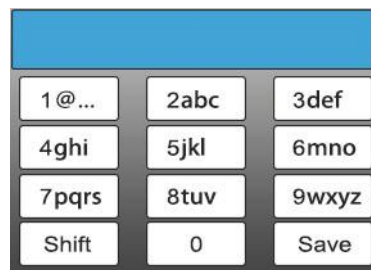 1@... 2abc 3def
4ghi 5jkl 6mno
7pqrs 8tuv 9wxyz
Shift 0 Save